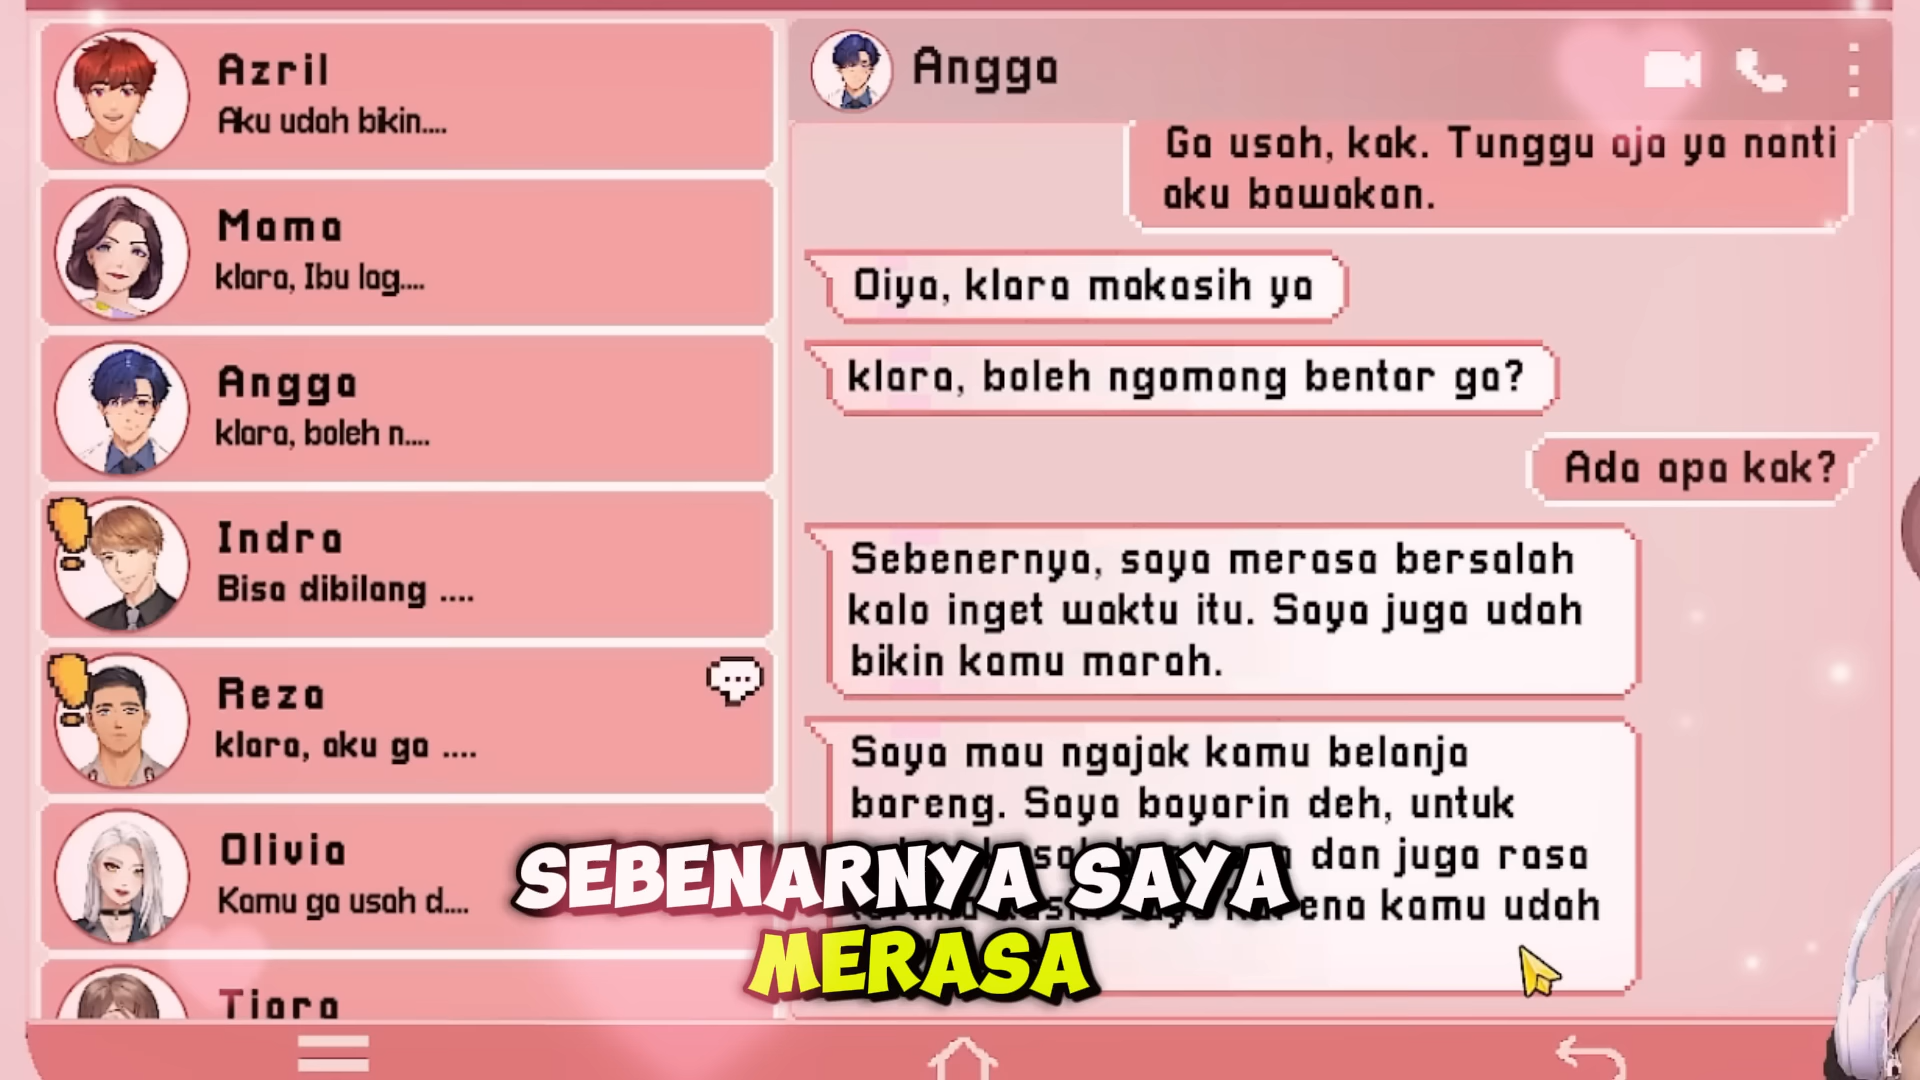 Azril
Aku udah bikin....
Mama
klara, Ibu lag....
Angga
klara, boleh n....
Indra
Bisa dibilang ....
Reza
klara, aku ga ....
Olivia
Kamu ga usah d....
Tiara
Angga
Ga usah, kak. Tunggu aja ya nanti
aku bawakan.
Oiya, klara makasih ya
klara, boleh ngomong bentar ga?
Ada apa kak?
Sebenernya, saya merasa bersalah
kalo inget waktu itu. Saya juga udah
bikin kamu marah.
Saya mau ngajak kamu belanja
bareng. Saya bayarin deh, untuk
dan juga rasa
kamu udah
SEBENARNYA SAYA
MERASA